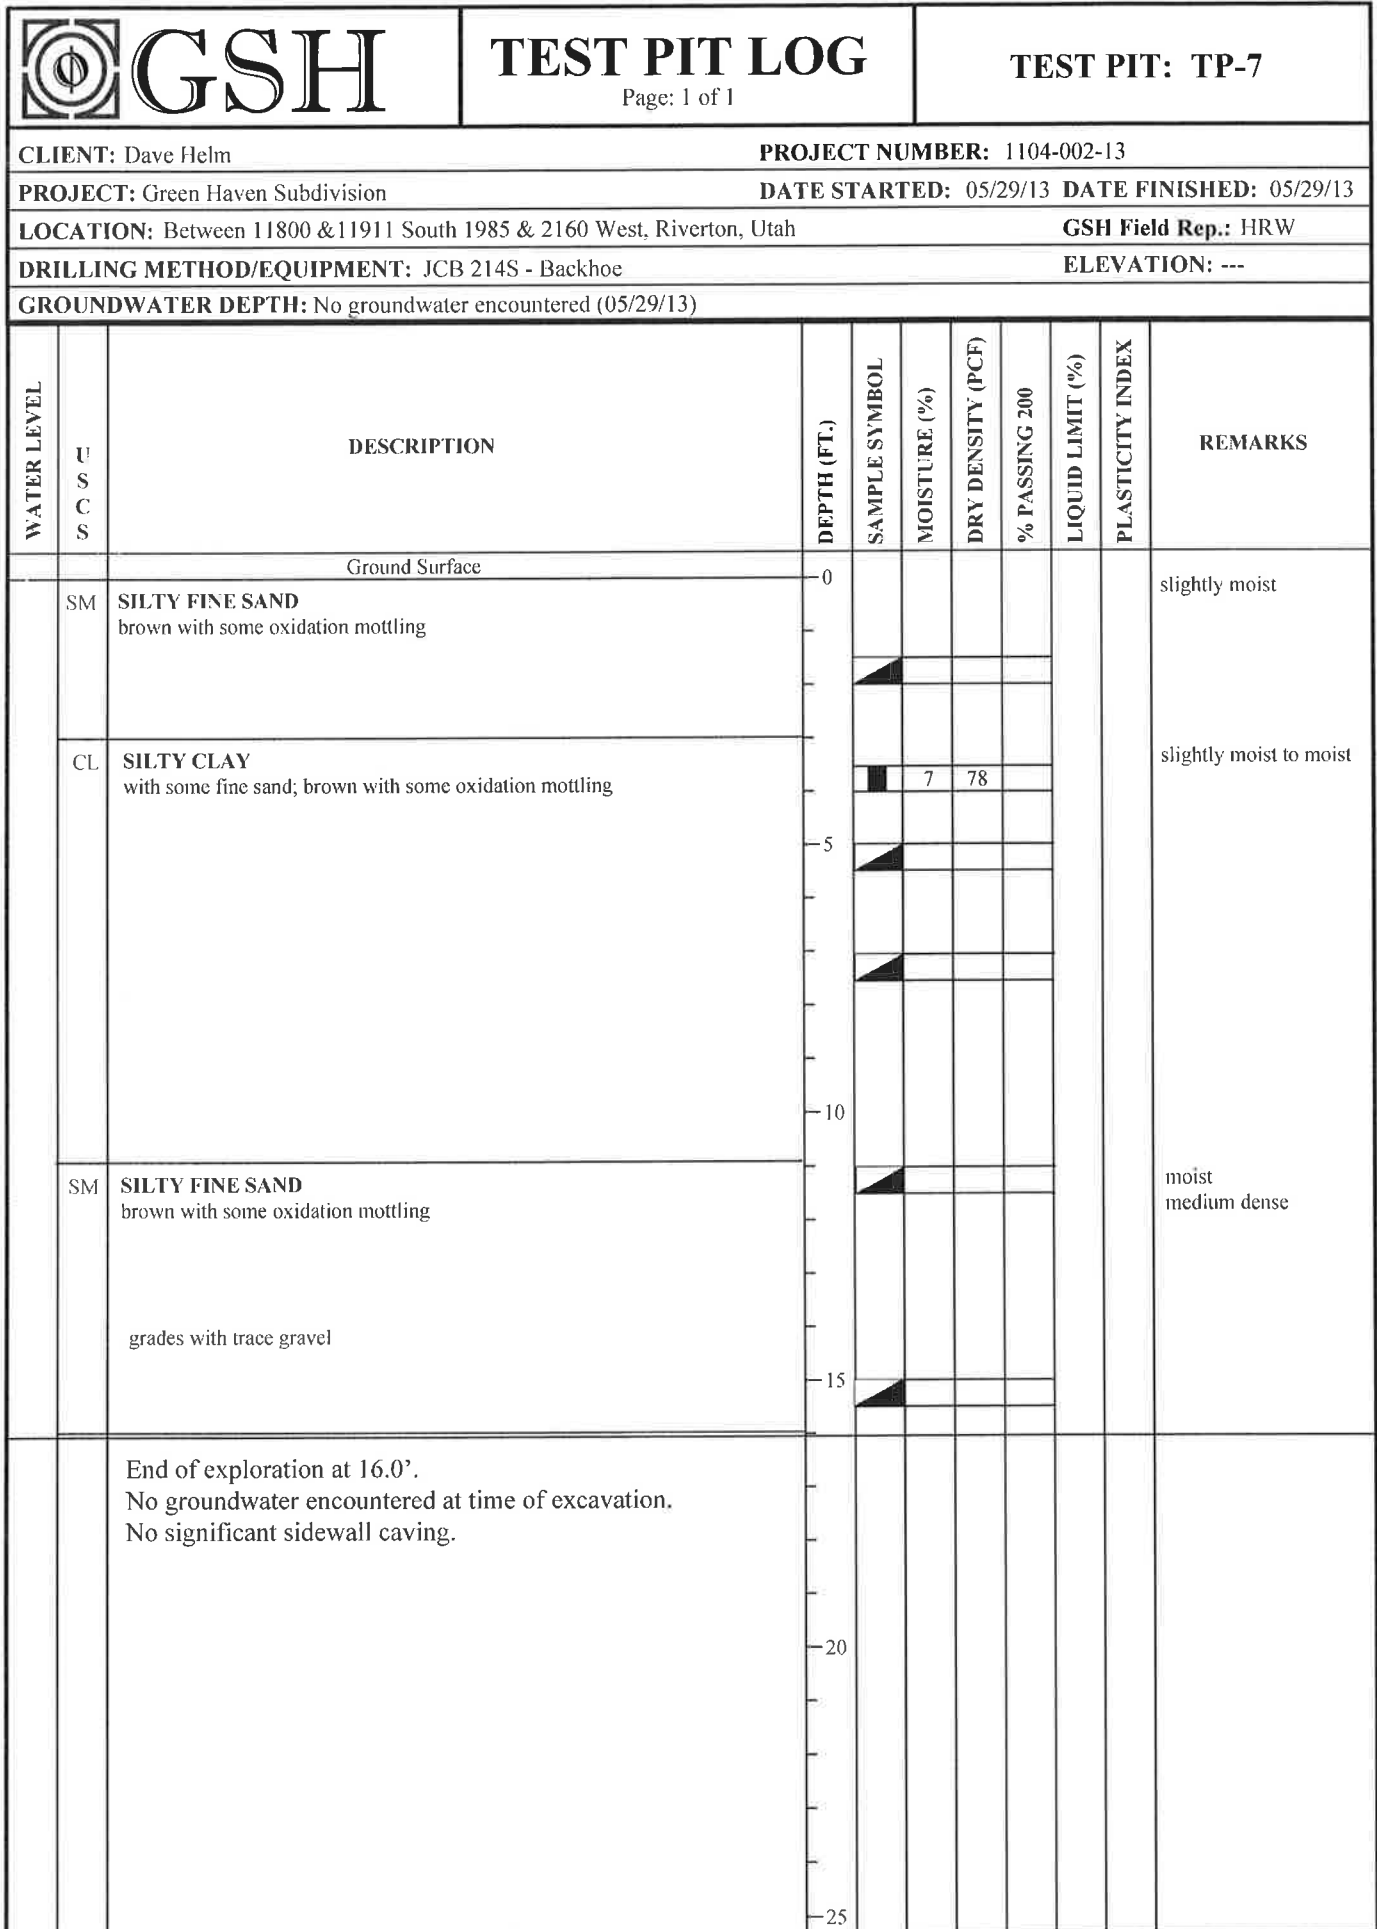 GSH
TEST PIT LOG
Page: 1 of 1
TEST PIT: TP-7
CLIENT: Dave Helm
PROJECT NUMBER: 1104-002-13
PROJECT: Green Haven Subdivision
DATE STARTED: 05/29/13 DATE FINISHED: 05/29/13
LOCATION: Between 11800 &11911 South 1985 & 2160 West, Riverton, Utah
GSH Field Rep.: HRW
DRILLING METHOD/EQUIPMENT: JCB 214S - Backhoe
ELEVATION: ---
GROUNDWATER DEPTH: No groundwater encountered (05/29/13)
WATER LEVEL
U
S
C
S
DESCRIPTION
DEPTH (FT.)
SAMPLE SYMBOL
MOISTURE (%)
DRY DENSITY (PCF)
% PASSING 200
LIQUID LIMIT (%)
PLASTICITY INDEX
REMARKS
Ground Surface
0
slightly moist
SM SILTY FINE SAND
brown with some oxidation mottling
CL SILTY CLAY
slightly moist to moist
with some fine sand; brown with some oxidation mottling
7 78
5
10
SM SILTY FINE SAND
moist
brown with some oxidation mottling
medium dense
grades with trace gravel
15
End of exploration at 16.0’.
No groundwater encountered at time of excavation.
No significant sidewall caving.
20
25